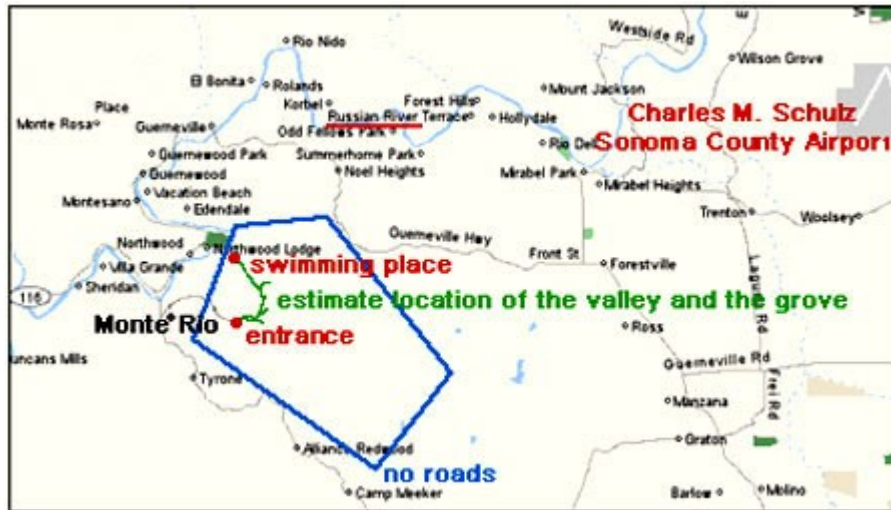 Westside Rd
Rio Nido
Wilson Grove
El Bonita
Rolands
Mount Jackson
Place
Korbel
Forest Hills
Monte Rosa
Guerneville
Russian River Terrace
Hollydale
Charles M. Schulz
Odd Fellows Park
Sonoma County Airport
Guernewood Park
Summerhome Park
Rio Dell
Guernewood
Noel Heights
Mirabel Park
Mirabel Heights
Vacation Beach
Montesano
Edendale
Trenton
Woolsey
Guerneville Hwy
Northwood
Northwood Lodge
Front St
Villa Grande
swimming place
Forestville
Laguna Rd
Sheridan
116
estimate location of the valley and the grove
Monte Rio
entrance
Ross
Duncans Mills
Guerneville Rd
Tyrone
Frei Rd
Manzana
Graton
Alliance Redwood
no roads
Camp Meeker
Barlow
Molino